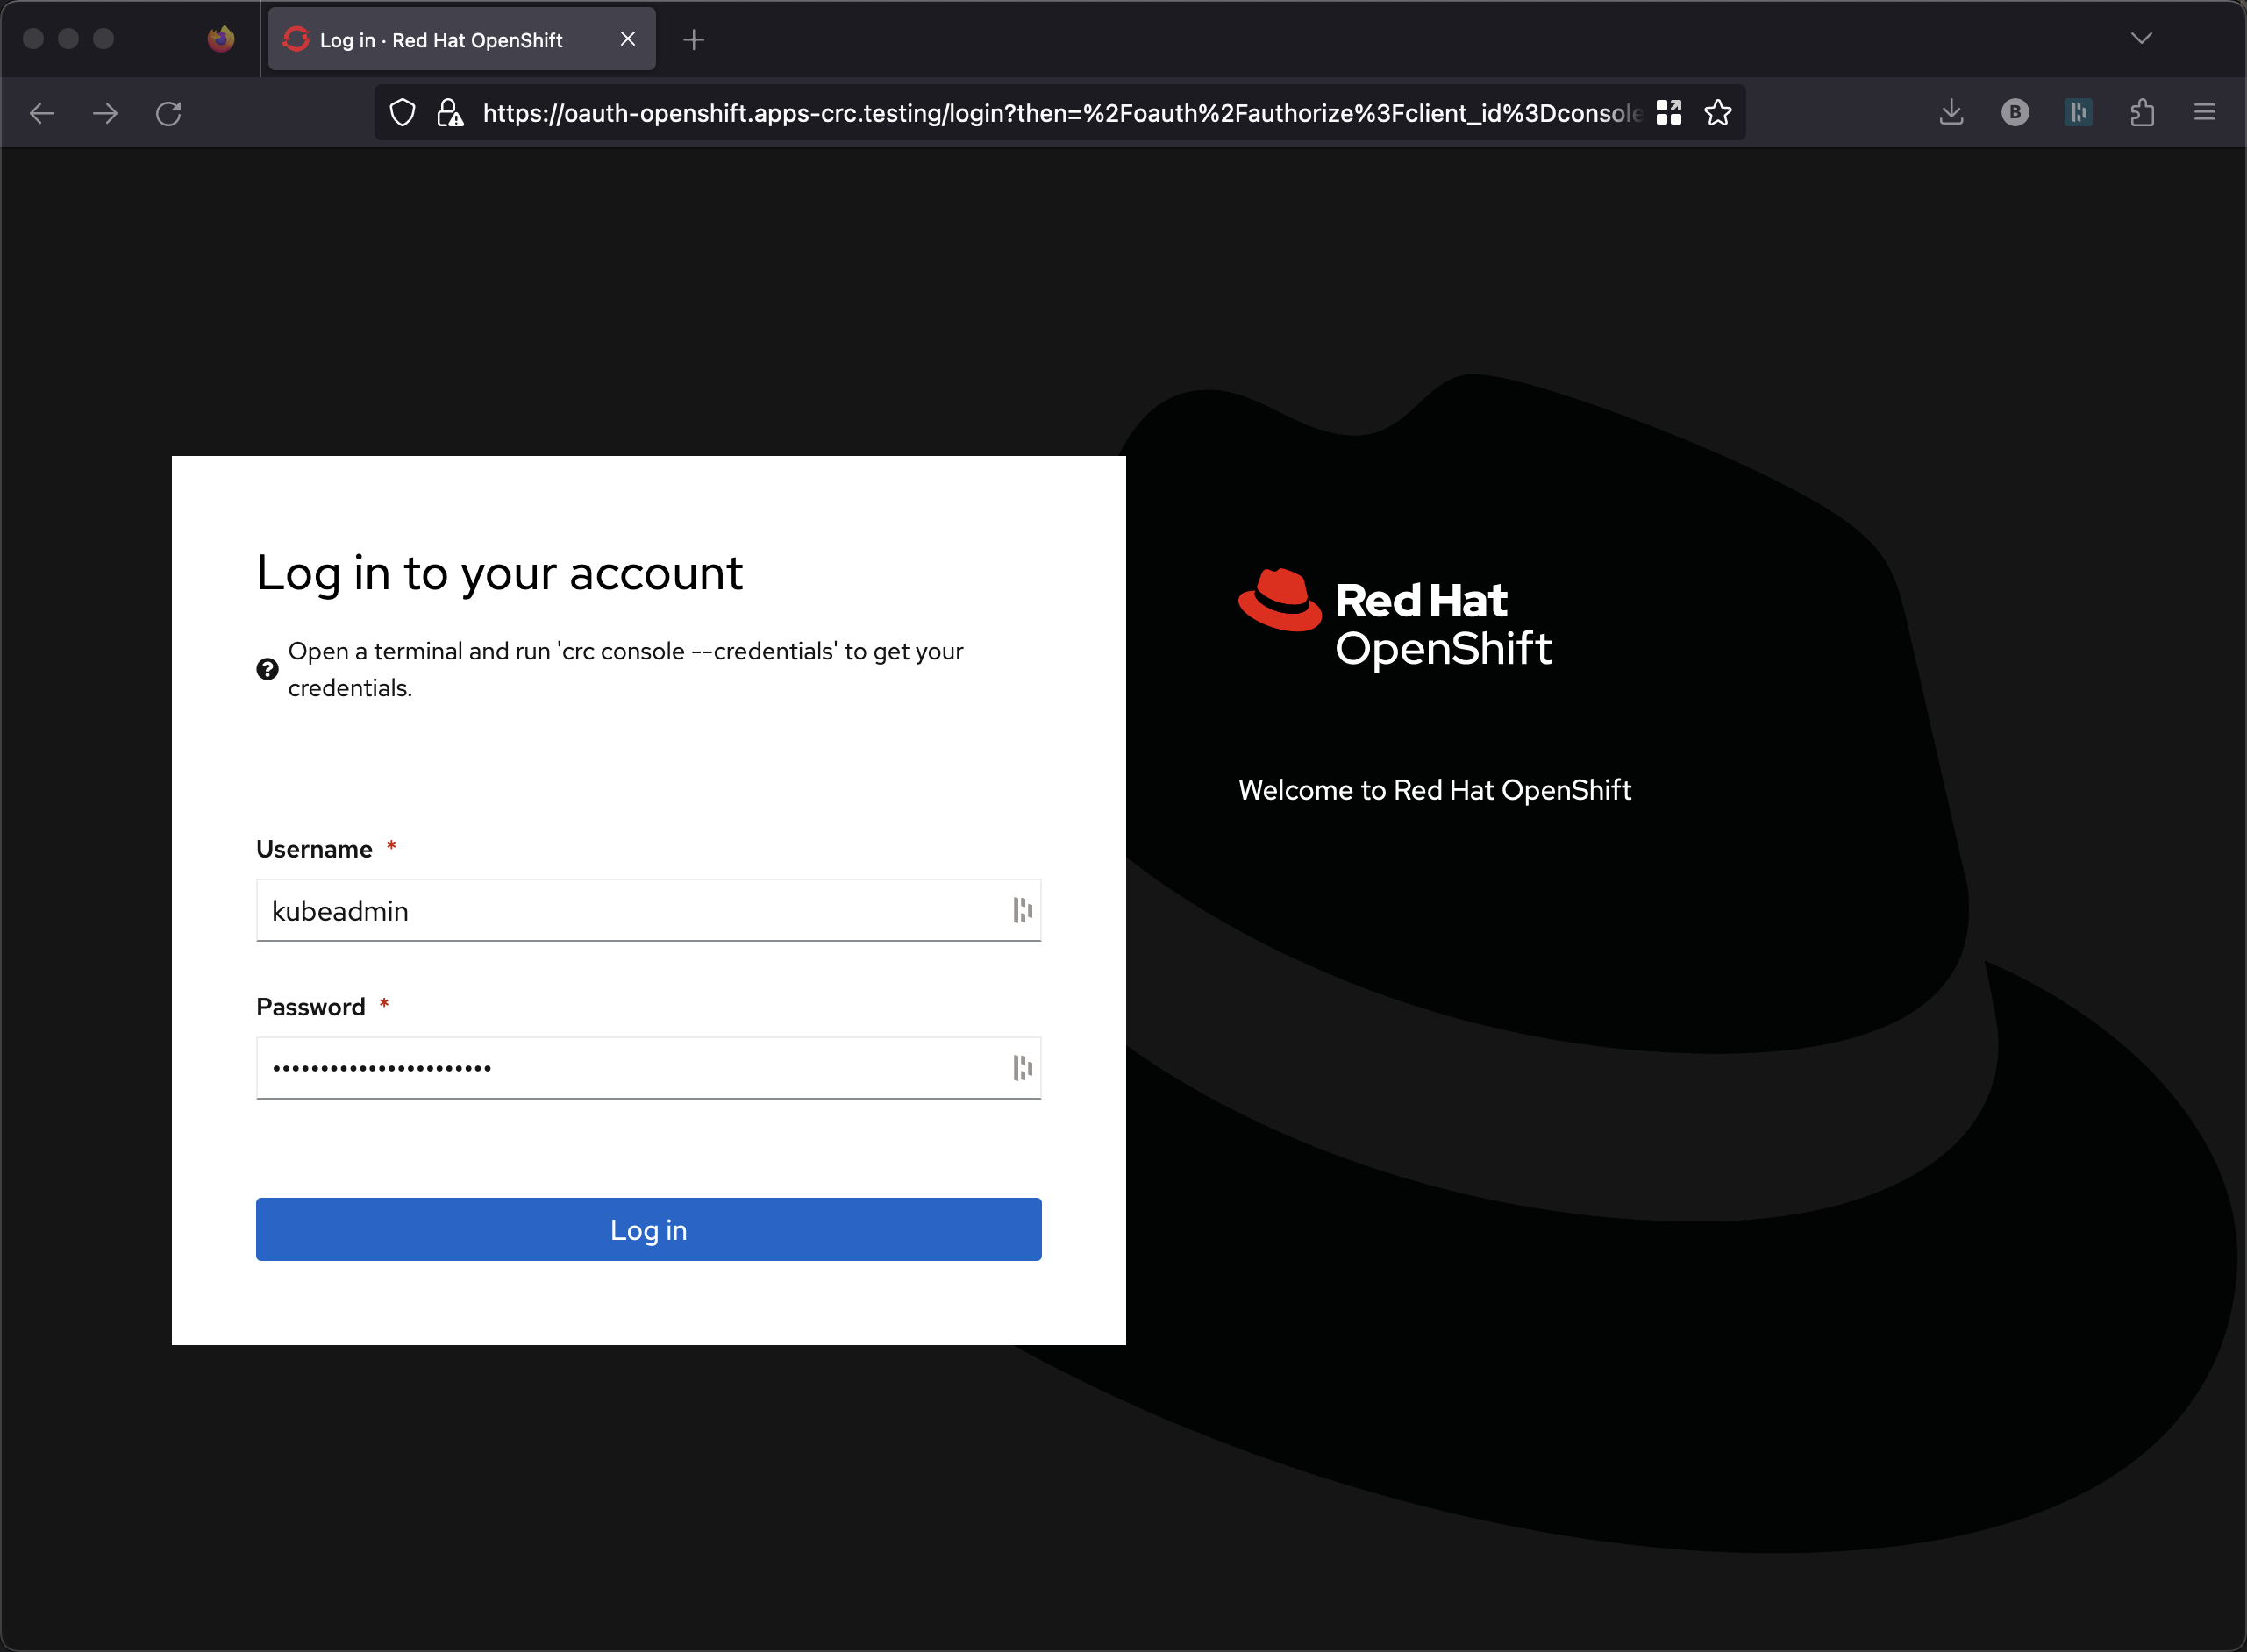 Log in · Red Hat OpenShift
https://oauth-openshift.apps-crc.testing/login?then=%2Foauth%2Fauthorize%3Fclient_id%3Dconsole
B
Log in to your account
Open a terminal and run 'crc console --credentials' to get your
credentials.
Username *
kubeadmin
Password *
•••••••••••••••••••••••
Log in
Red Hat
OpenShift
Welcome to Red Hat OpenShift